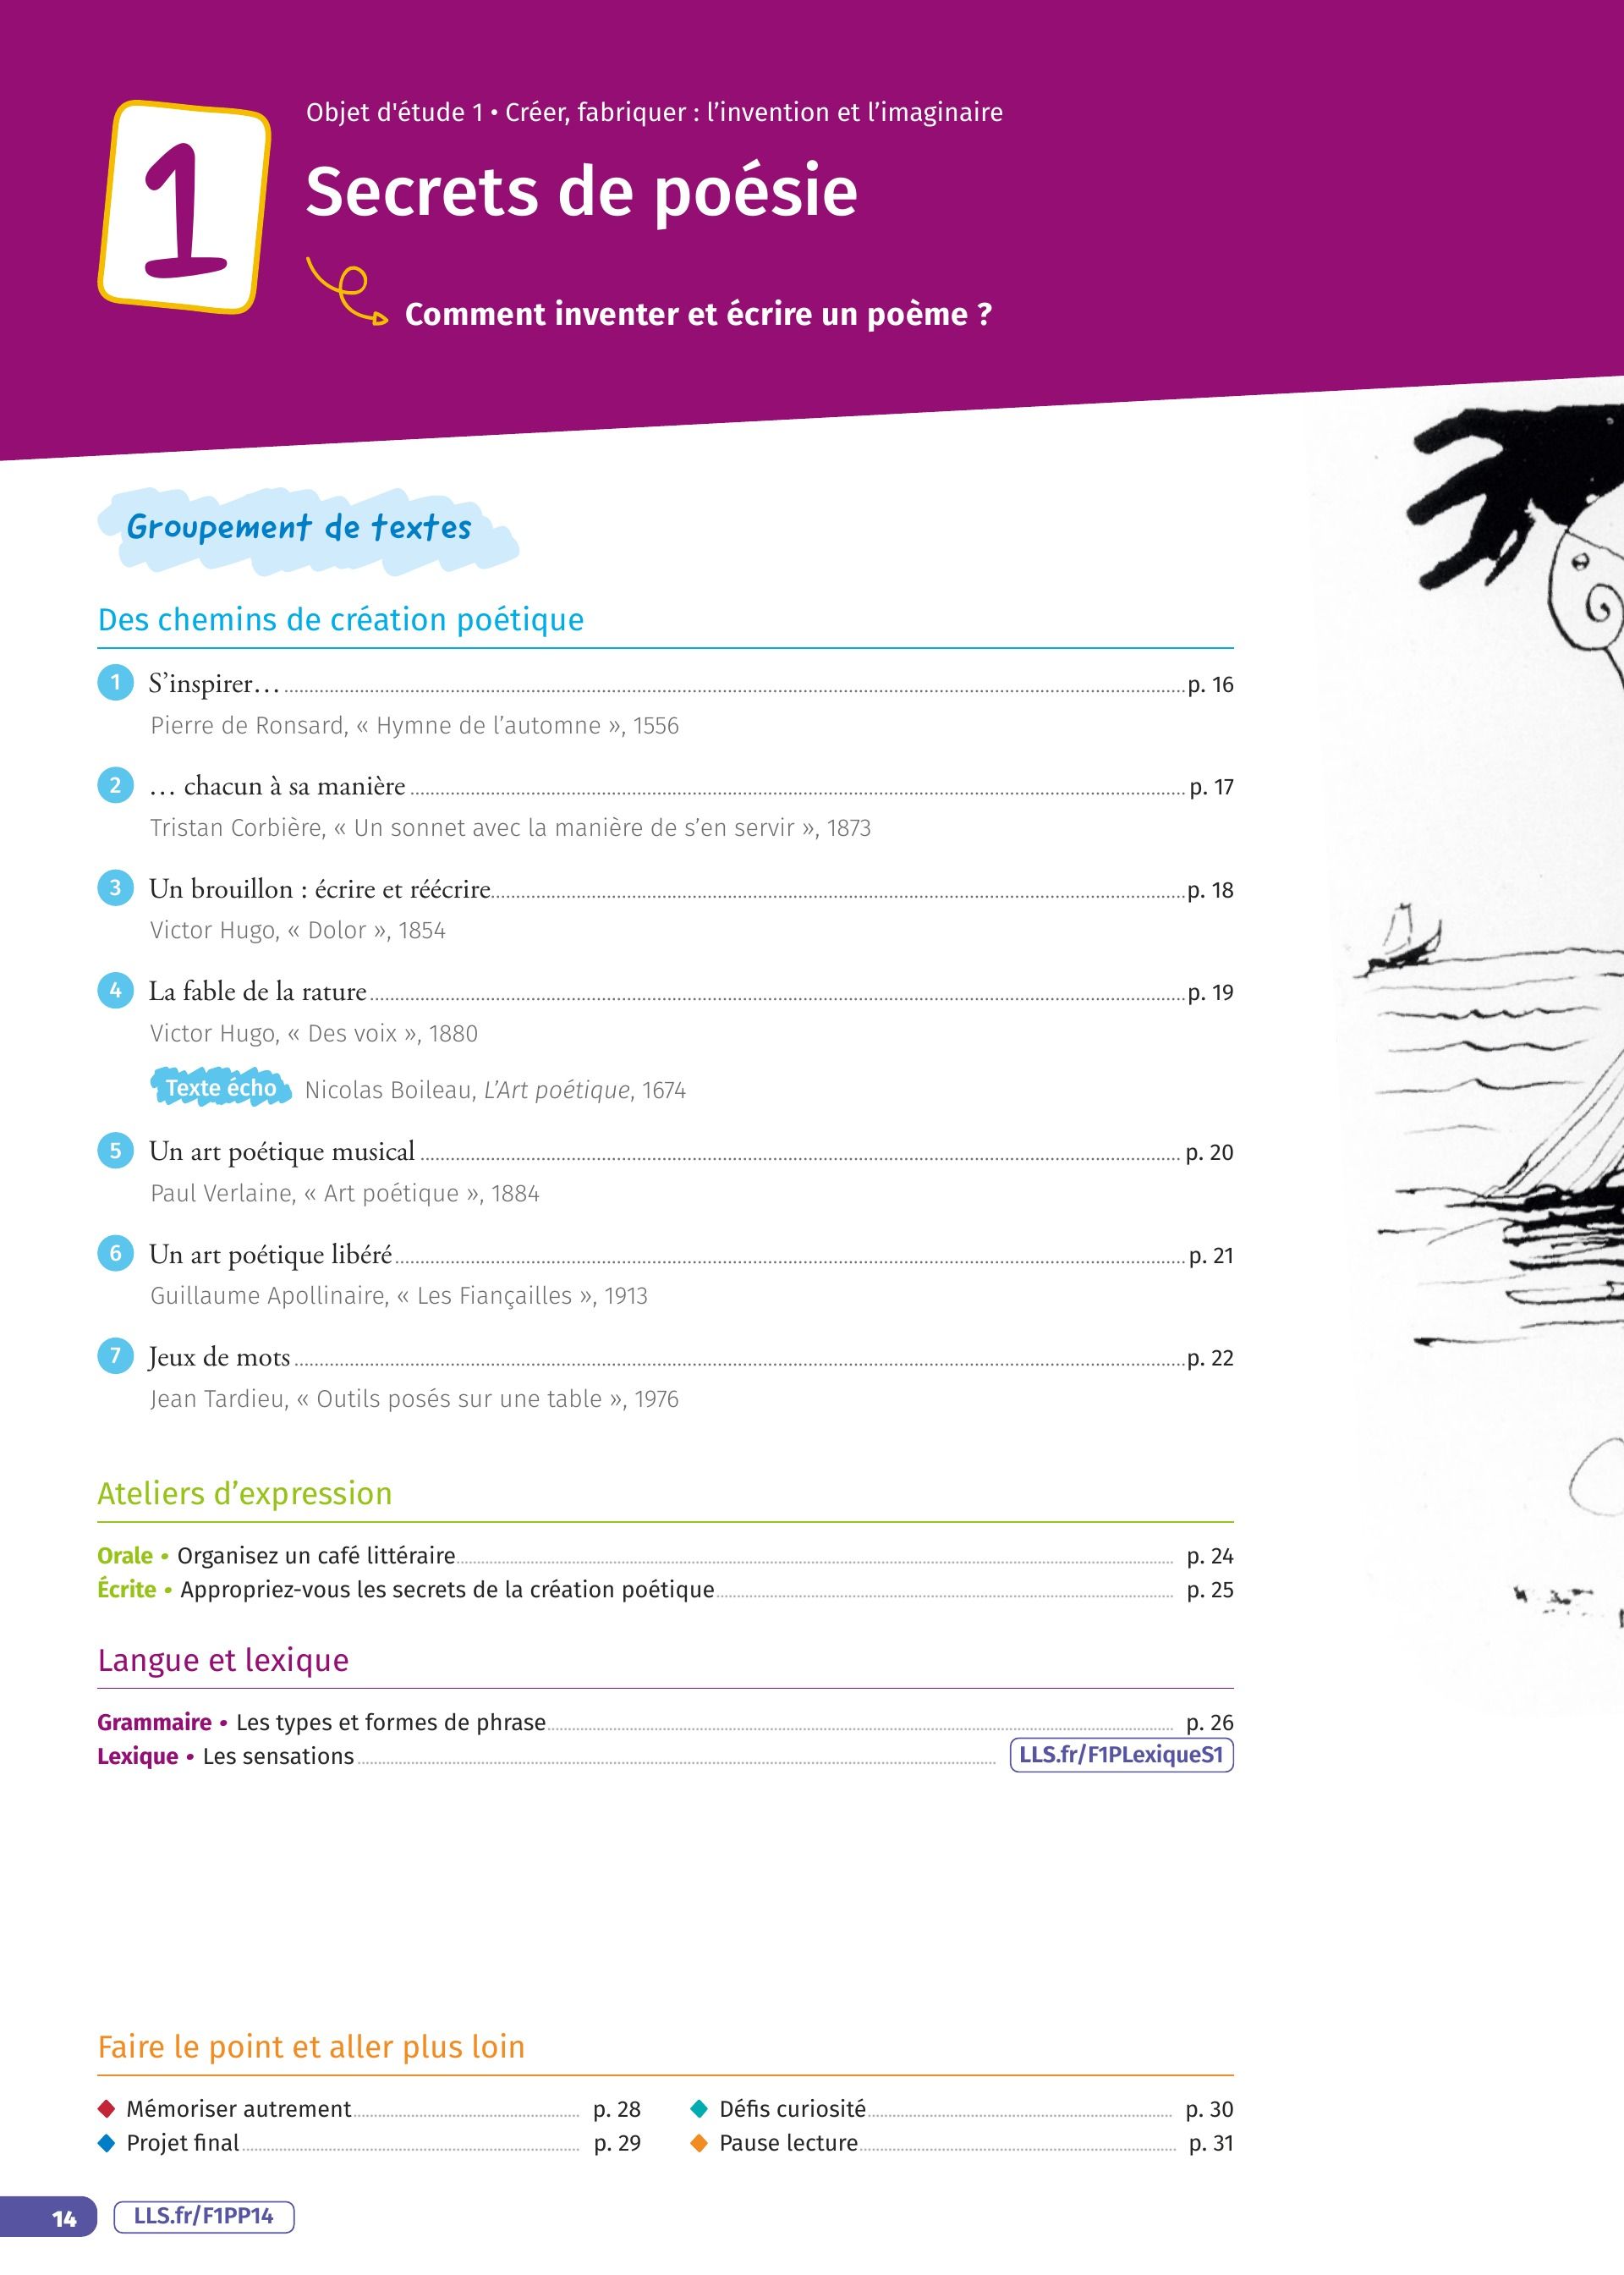 1
Objet d'étude 1 • Créer, fabriquer : l’invention et l’imaginaire
Secrets de poésie
Comment inventer et écrire un poème ?
Groupement de textes
Des chemins de création poétique
1 S’inspirer… p. 16
Pierre de Ronsard, « Hymne de l’automne », 1556
2 … chacun à sa manière p. 17
Tristan Corbière, « Un sonnet avec la manière de s’en servir », 1873
3 Un brouillon : écrire et réécrire p. 18
Victor Hugo, « Dolor », 1854
4 La fable de la rature p. 19
Victor Hugo, « Des voix », 1880
Texte écho Nicolas Boileau, L’Art poétique, 1674
5 Un art poétique musical p. 20
Paul Verlaine, « Art poétique », 1884
6 Un art poétique libéré p. 21
Guillaume Apollinaire, « Les Fiançailles », 1913
7 Jeux de mots p. 22
Jean Tardieu, « Outils posés sur une table », 1976
Ateliers d’expression
Orale • Organisez un café littéraire p. 24
Écrite • Appropriez-vous les secrets de la création poétique p. 25
Langue et lexique
Grammaire • Les types et formes de phrase p. 26
Lexique • Les sensations LLS.fr/F1PLexiqueS1
Faire le point et aller plus loin
Mémoriser autrement p. 28
Projet final p. 29
Défis curiosité p. 30
Pause lecture p. 31
14 LLS.fr/F1PP14